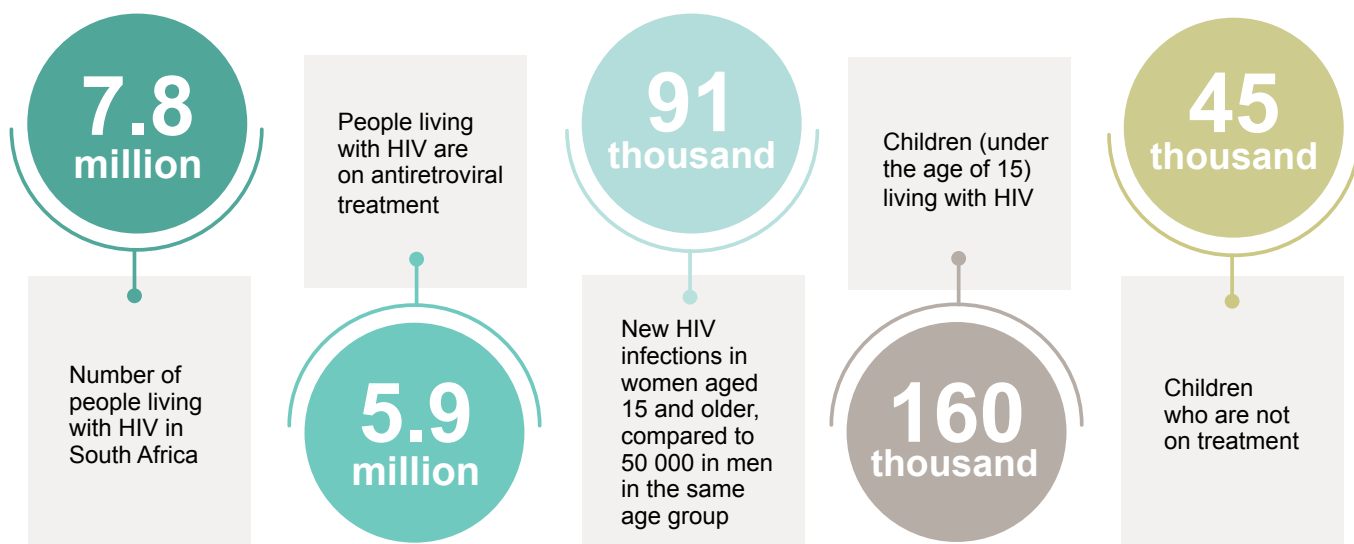 7.8
million
Number of
people living
with HIV in
South Africa
People living
with HIV are
on antiretroviral
treatment
5.9
million
91
thousand
New HIV
infections in
women aged
15 and older,
compared to
50 000 in men
in the same
age group
Children (under
the age of 15)
living with HIV
160
thousand
45
thousand
Children
who are not
on treatment